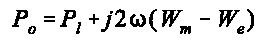 P_o = P_l + j2ω(W_m − W_e)